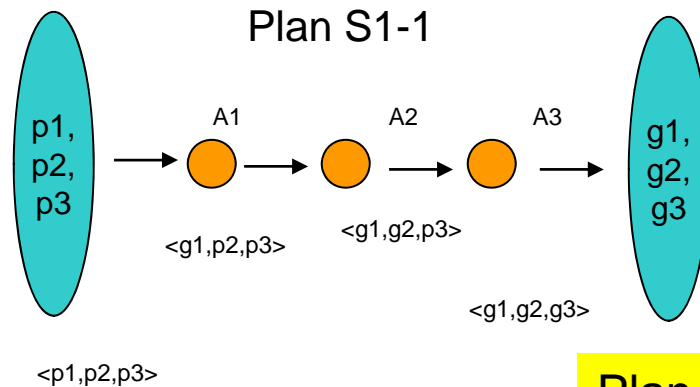 Plan S1-1
p1,
p2,
p3
A1
A2
A3
g1,
g2,
g3
<g1,p2,p3>
<g1,g2,p3>
<g1,g2,g3>
<p1,p2,p3>
Plan